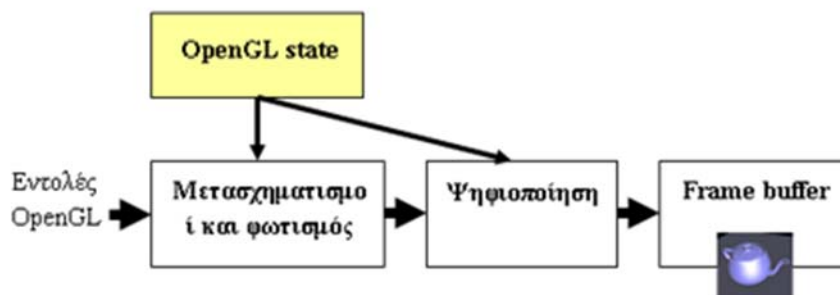 OpenGL state
Εντολές
OpenGL
Μετασχηματισμο
ί και φωτισμός
Ψηφιοποίηση
Frame buffer